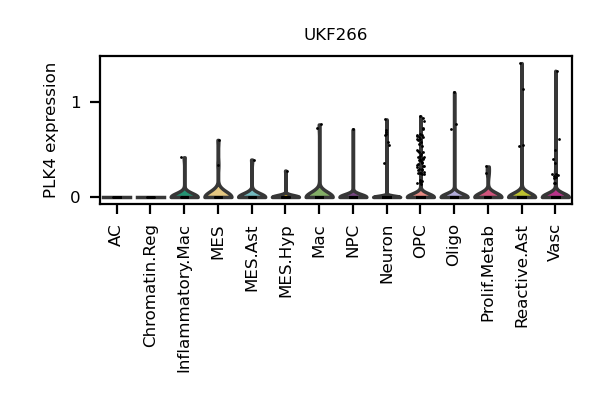 UKF266
PLK4 expression
1
0
AC
Chromatin.Reg
Inflammatory.Mac
MES
MES.Ast
MES.Hyp
Mac
NPC
Neuron
OPC
Oligo
Prolif.Metab
Reactive.Ast
Vasc